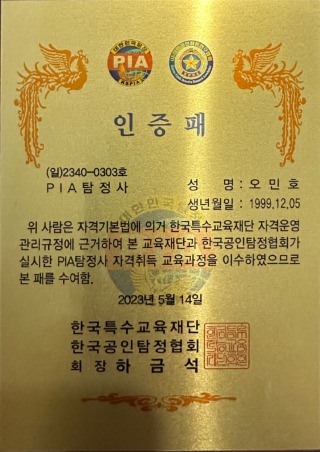 PIA
인증패
(일)2340-0303호
PIA탐정사
성 명 : 오민호
생년월일 : 1999.12.05
위 사람은 자격기본법에 의거 한국특수교육재단 자격운영
관리규정에 근거하여 본 교육재단과 한국공인탐정협회가
실시한 PIA탐정사 자격취득 교육과정을 이수하였으므로
본 패를 수여함.
2023년 5월 14일
한국특수교육재단
한국공인탐정협회
회장 하금석